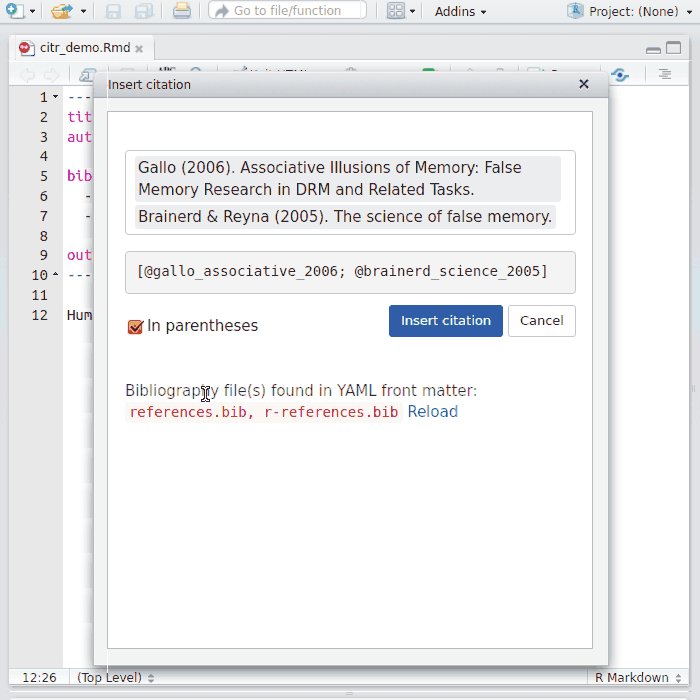 Go to file/function
Addins
Project: (None)
citr_demo.Rmd
Insert citation
1 ---
2 tit
3 aut
4
5 bib
6 -
7 -
8
9 out
10 ---
11
12 Hum
Gallo (2006). Associative Illusions of Memory: False
Memory Research in DRM and Related Tasks.
Brainerd & Reyna (2005). The science of false memory.
[@gallo_associative_2006; @brainerd_science_2005]
In parentheses
Insert citation
Cancel
Bibliography file(s) found in YAML front matter:
references.bib, r-references.bib Reload
12:26
(Top Level)
R Markdown